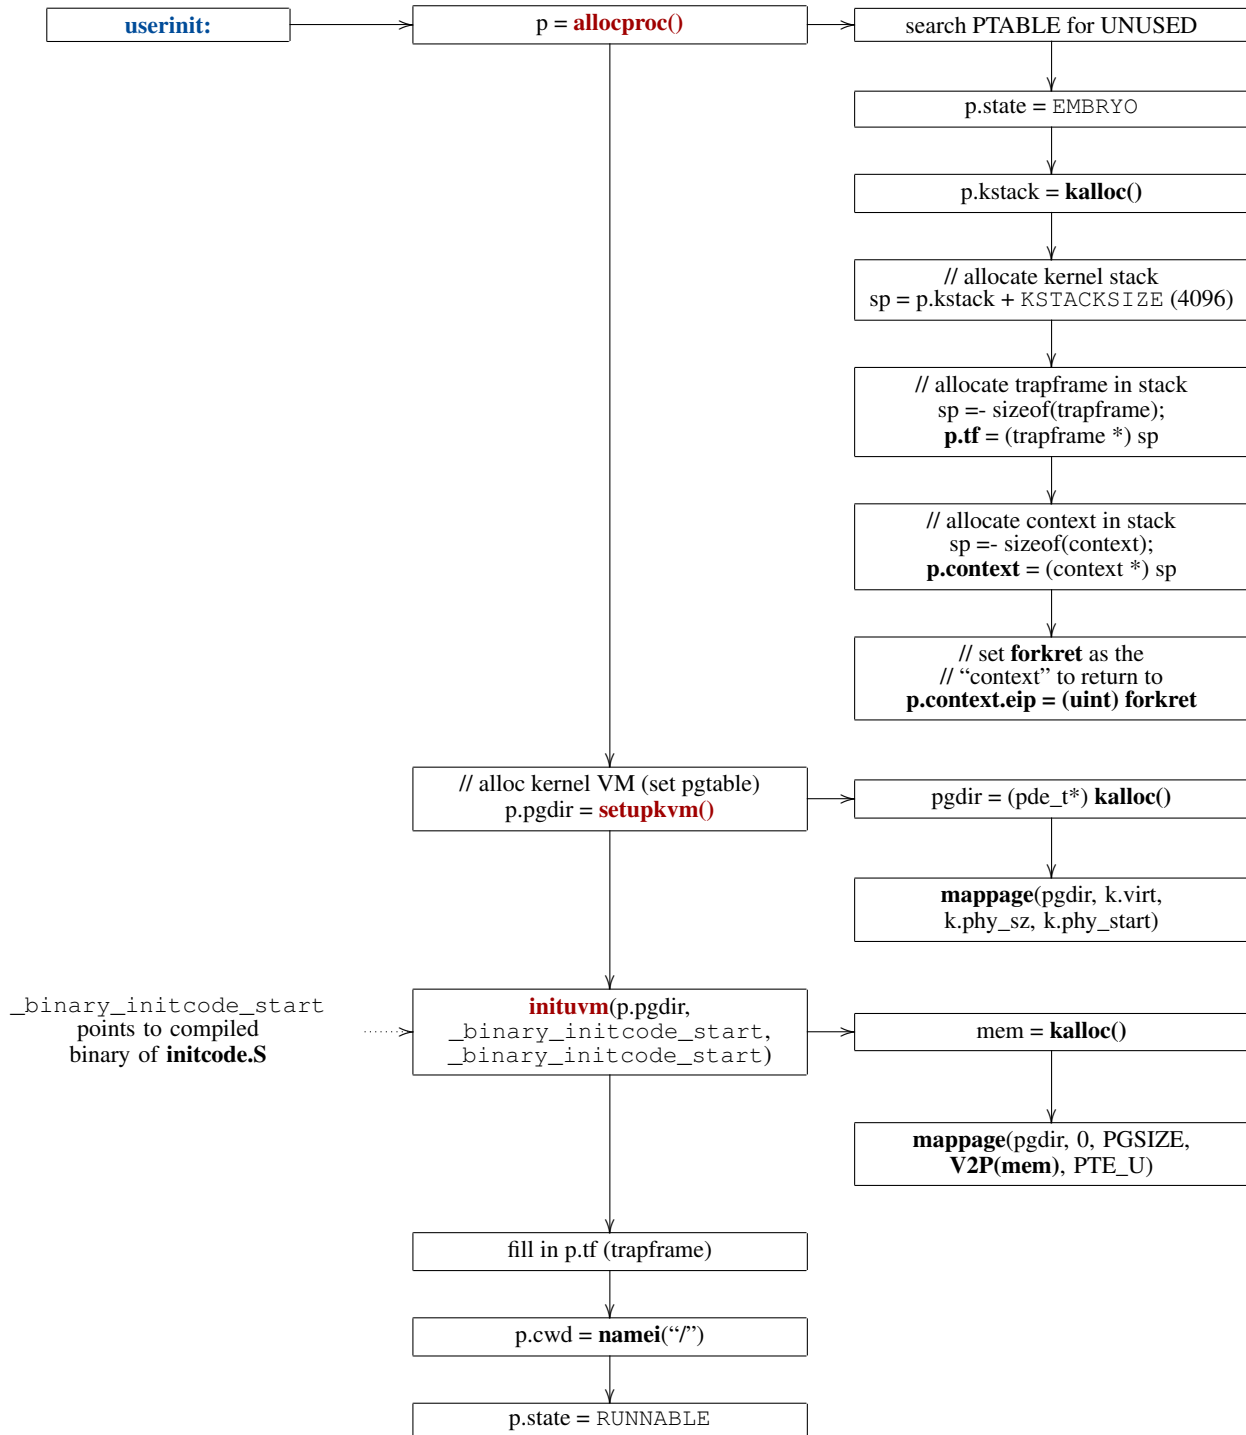 userinit:
p = allocproc()
search PTABLE for UNUSED
p.state = EMBRYO
p.kstack = kalloc()
// allocate kernel stack
sp = p.kstack + KSTACKSIZE (4096)
// allocate trapframe in stack
sp =- sizeof(trapframe);
p.tf = (trapframe *) sp
// allocate context in stack
sp =- sizeof(context);
p.context = (context *) sp
// set forkret as the
// “context” to return to
p.context.eip = (uint) forkret
// alloc kernel VM (set pgtable)
p.pgdir = setupkvm()
pgdir = (pde_t*) kalloc()
mappage(pgdir, k.virt,
k.phy_sz, k.phy_start)
_binary_initcode_start
points to compiled
binary of initcode.S
inituvm(p.pgdir,
_binary_initcode_start,
_binary_initcode_start)
mem = kalloc()
mappage(pgdir, 0, PGSIZE,
V2P(mem), PTE_U)
fill in p.tf (trapframe)
p.cwd = namei(“/”)
p.state = RUNNABLE